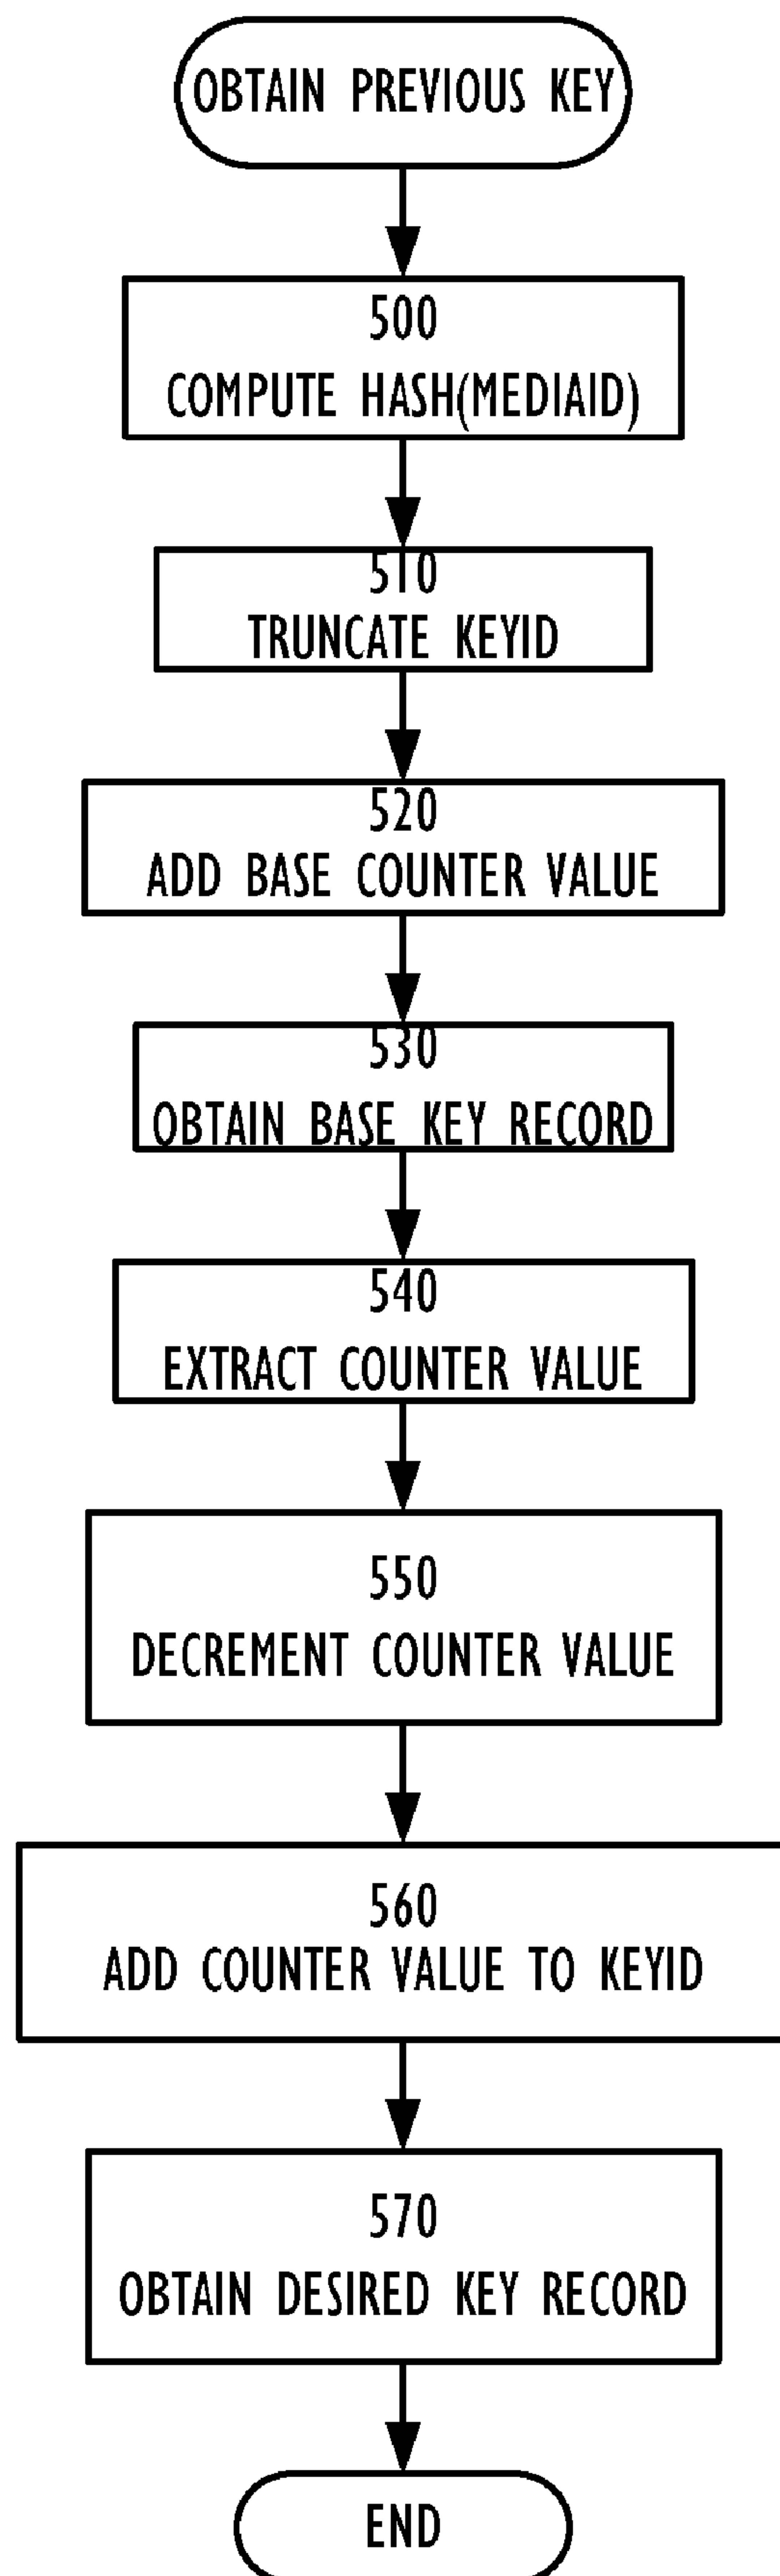 OBTAIN PREVIOUS KEY
500
COMPUTE HASH(MEDIAID)
510
TRUNCATE KEYID
520
ADD BASE COUNTER VALUE
530
OBTAIN BASE KEY RECORD
540
EXTRACT COUNTER VALUE
550
DECREMENT COUNTER VALUE
560
ADD COUNTER VALUE TO KEYID
570
OBTAIN DESIRED KEY RECORD
END